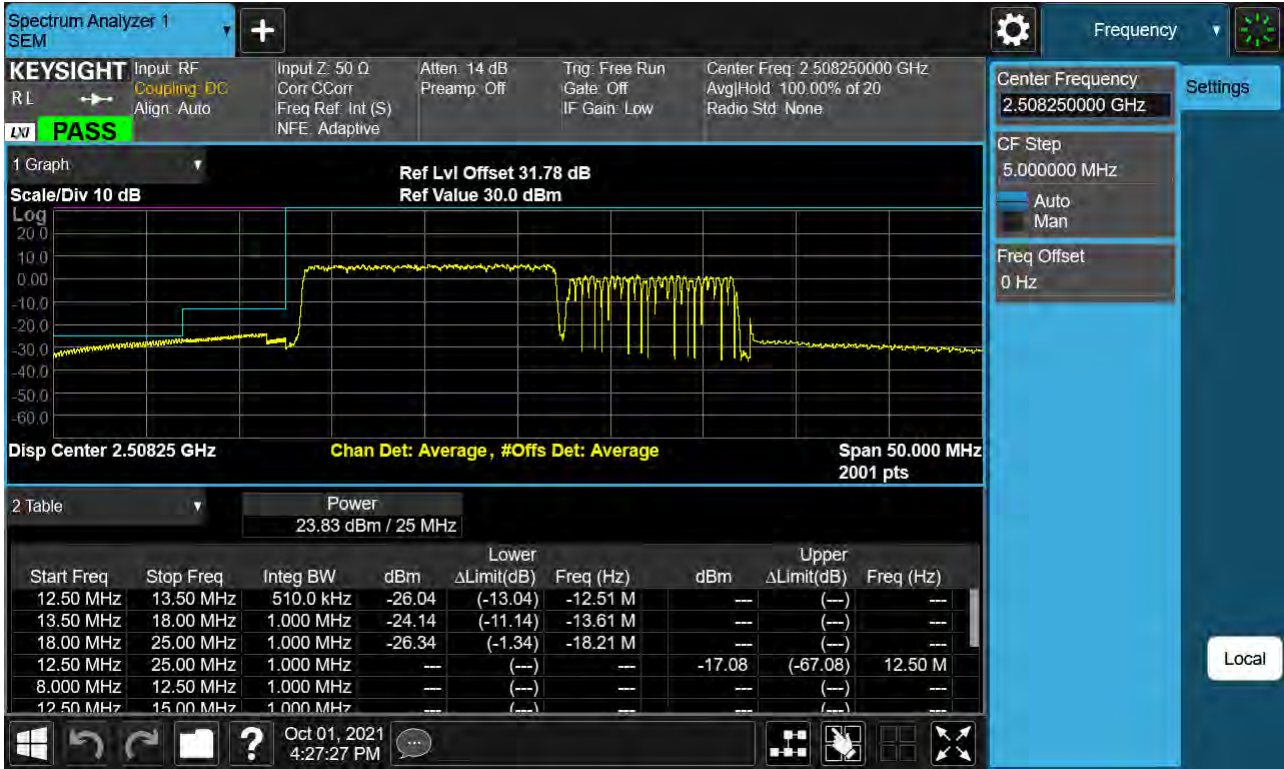 Spectrum Analyzer 1
SEM
Frequency
KEYSIGHT
R L
LXI
PASS
Input: RF
Coupling: DC
Align: Auto
Input Z: 50 Ω
Corr CCorr
Freq Ref: Int (S)
NFE: Adaptive
Atten: 14 dB
Preamp: Off
Trig: Free Run
Gate: Off
IF Gain: Low
Center Freq: 2.508250000 GHz
Avg|Hold: 100.00% of 20
Radio Std: None
Center Frequency
2.508250000 GHz
Settings
CF Step
5.000000 MHz
Auto
Man
Freq Offset
0 Hz
1 Graph
Scale/Div 10 dB
Ref Lvl Offset 31.78 dB
Ref Value 30.0 dBm
Log
20.0
10.0
0.00
-10.0
-20.0
-30.0
-40.0
-50.0
-60.0
Disp Center 2.50825 GHz
Chan Det: Average, #Offs Det: Average
Span 50.000 MHz
2001 pts
2 Table
Power
23.83 dBm / 25 MHz
Lower Upper
Start Freq Stop Freq Integ BW dBm ΔLimit(dB) Freq (Hz) dBm ΔLimit(dB) Freq (Hz)
12.50 MHz 13.50 MHz 510.0 kHz -26.04 (-13.04) -12.51 M --- (---) ---
13.50 MHz 18.00 MHz 1.000 MHz -24.14 (-11.14) -13.61 M --- (---) ---
18.00 MHz 25.00 MHz 1.000 MHz -26.34 (-1.34) -18.21 M --- (---) ---
12.50 MHz 25.00 MHz 1.000 MHz --- (---) --- -17.08 (-67.08) 12.50 M
8.000 MHz 12.50 MHz 1.000 MHz --- (---) --- --- (---) ---
12.50 MHz 15.00 MHz 1.000 MHz --- (---) --- --- (---) ---
Local
Oct 01, 2021
4:27:27 PM